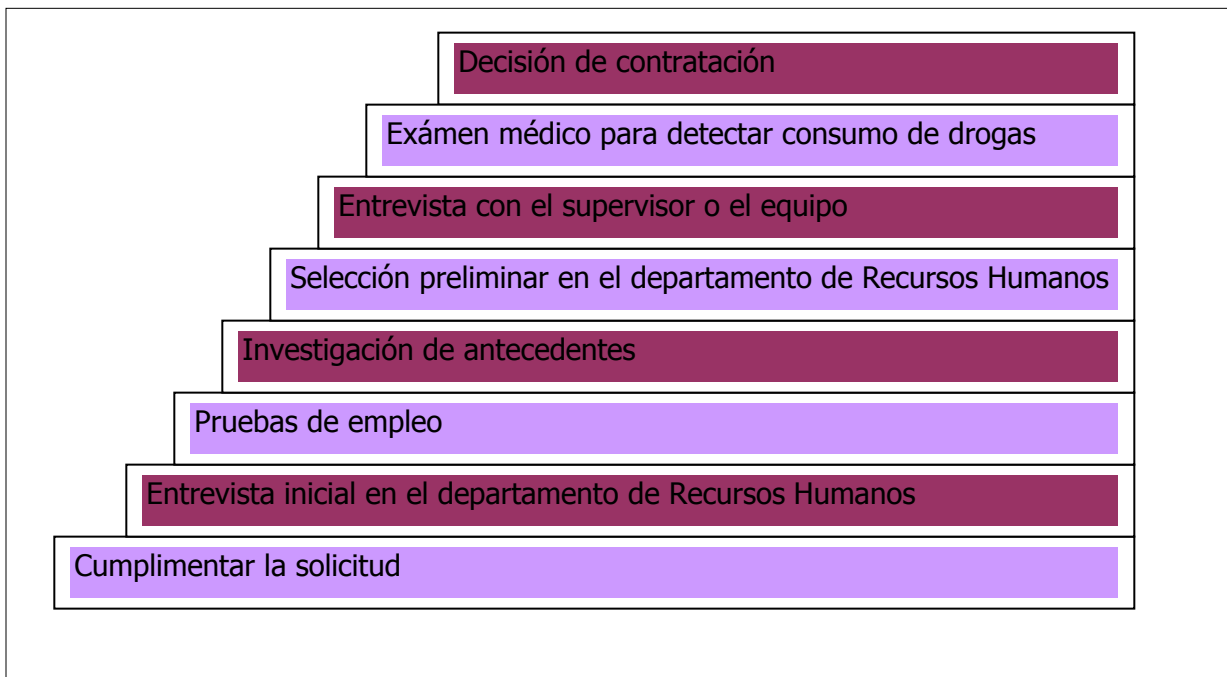 Decisión de contratación
Exámen médico para detectar consumo de drogas
Entrevista con el supervisor o el equipo
Selección preliminar en el departamento de Recursos Humanos
Investigación de antecedentes
Pruebas de empleo
Entrevista inicial en el departamento de Recursos Humanos
Cumplimentar la solicitud